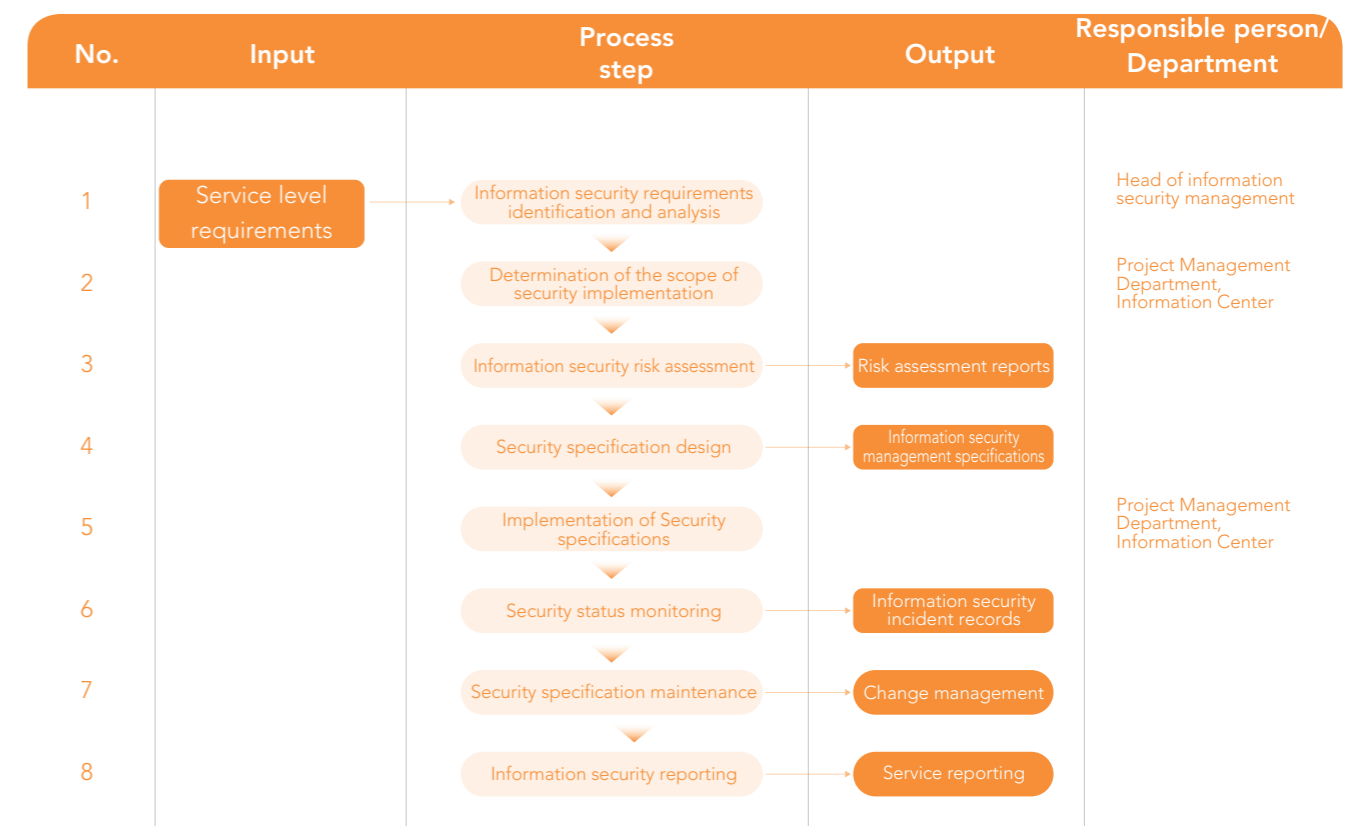 No.
Input
Process
step
Output
Responsible person/
Department
1
Service level
requirements
Information security requirements
identification and analysis
Head of information
security management
2
Determination of the scope of
security implementation
Project Management
Department,
Information Center
3
Information security risk assessment
Risk assessment reports
4
Security specification design
Information security
management specifications
5
Implementation of Security
specifications
Project Management
Department,
Information Center
6
Security status monitoring
Information security
incident records
7
Security specification maintenance
Change management
8
Information security reporting
Service reporting